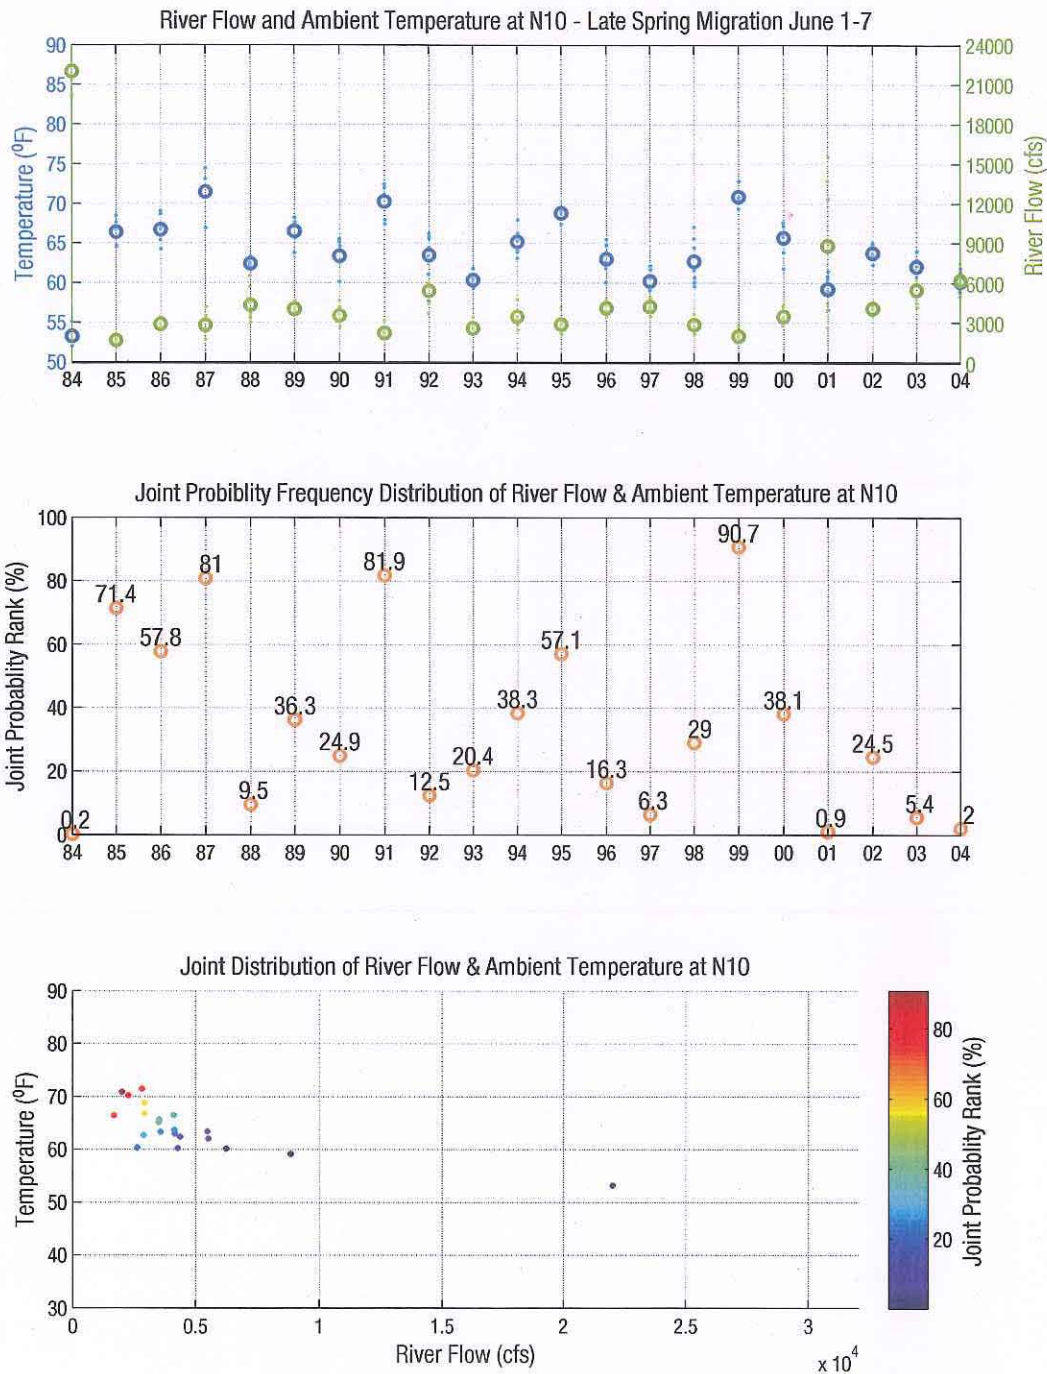 River Flow and Ambient Temperature at N10 - Late Spring Migration June 1-7
90
85
80
75
70
65
60
55
50
Temperature (⁰F)
24000
21000
18000
15000
12000
9000
6000
3000
0
River Flow (cfs)
84 85 86 87 88 89 90 91 92 93 94 95 96 97 98 99 00 01 02 03 04
Joint Probiblity Frequency Distribution of River Flow & Ambient Temperature at N10
100
80
60
40
20
0
Joint Probablity Rank (%)
0.2 71.4 57.8 81 9.5 36.3 24.9 81.9 12.5 20.4 38.3 57.1 16.3 6.3 29 90.7 38.1 0.9 24.5 5.4 2
84 85 86 87 88 89 90 91 92 93 94 95 96 97 98 99 00 01 02 03 04
Joint Distribution of River Flow & Ambient Temperature at N10
90
80
70
60
50
40
30
Temperature (⁰F)
0 0.5 1 1.5 2 2.5 3
River Flow (cfs)
x 10⁴
80
60
40
20
Joint Probablity Rank (%)